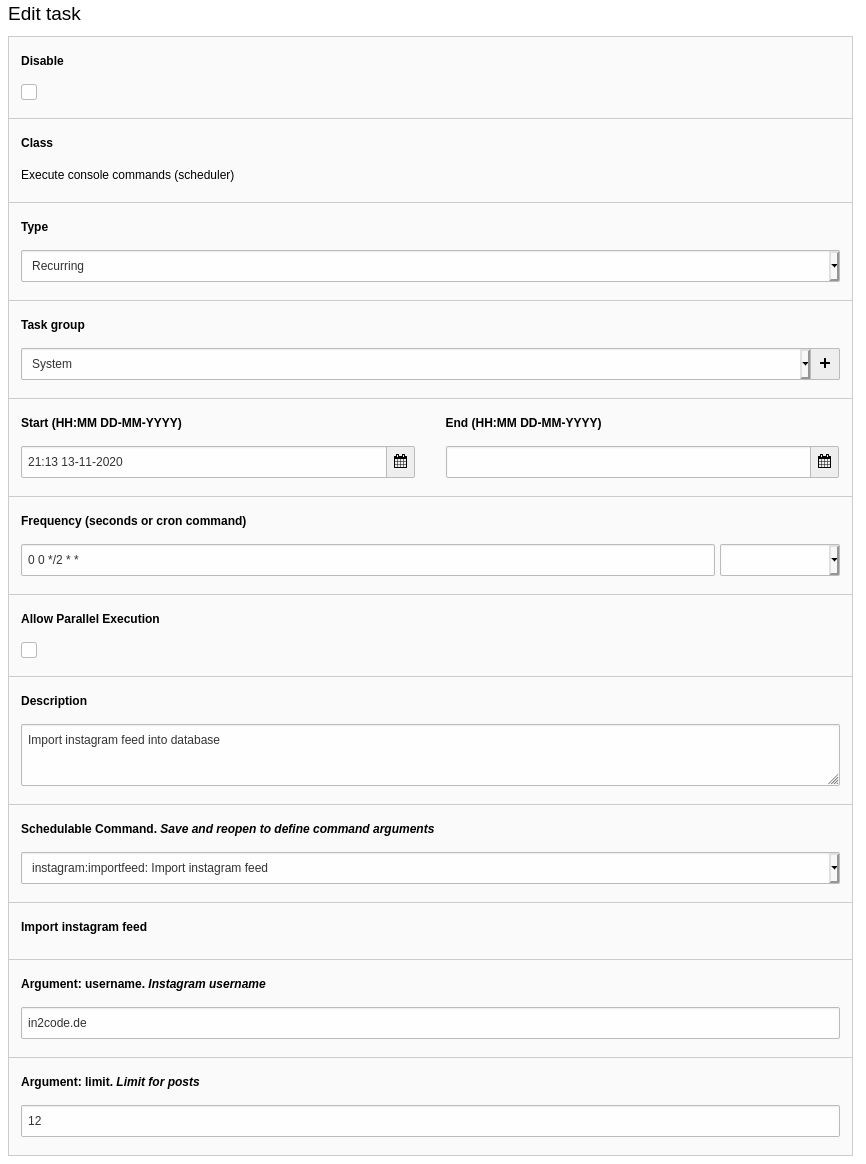 Edit task
Disable
Class
Execute console commands (scheduler)
Type
Recurring
Task group
System
Start (HH:MM DD-MM-YYYY)
End (HH:MM DD-MM-YYYY)
21:13 13-11-2020
Frequency (seconds or cron command)
0 0 */2 * *
Allow Parallel Execution
Description
Import instagram feed into database
Schedulable Command. Save and reopen to define command arguments
instagram:importfeed: Import instagram feed
Import instagram feed
Argument: username. Instagram username
in2code.de
Argument: limit. Limit for posts
12